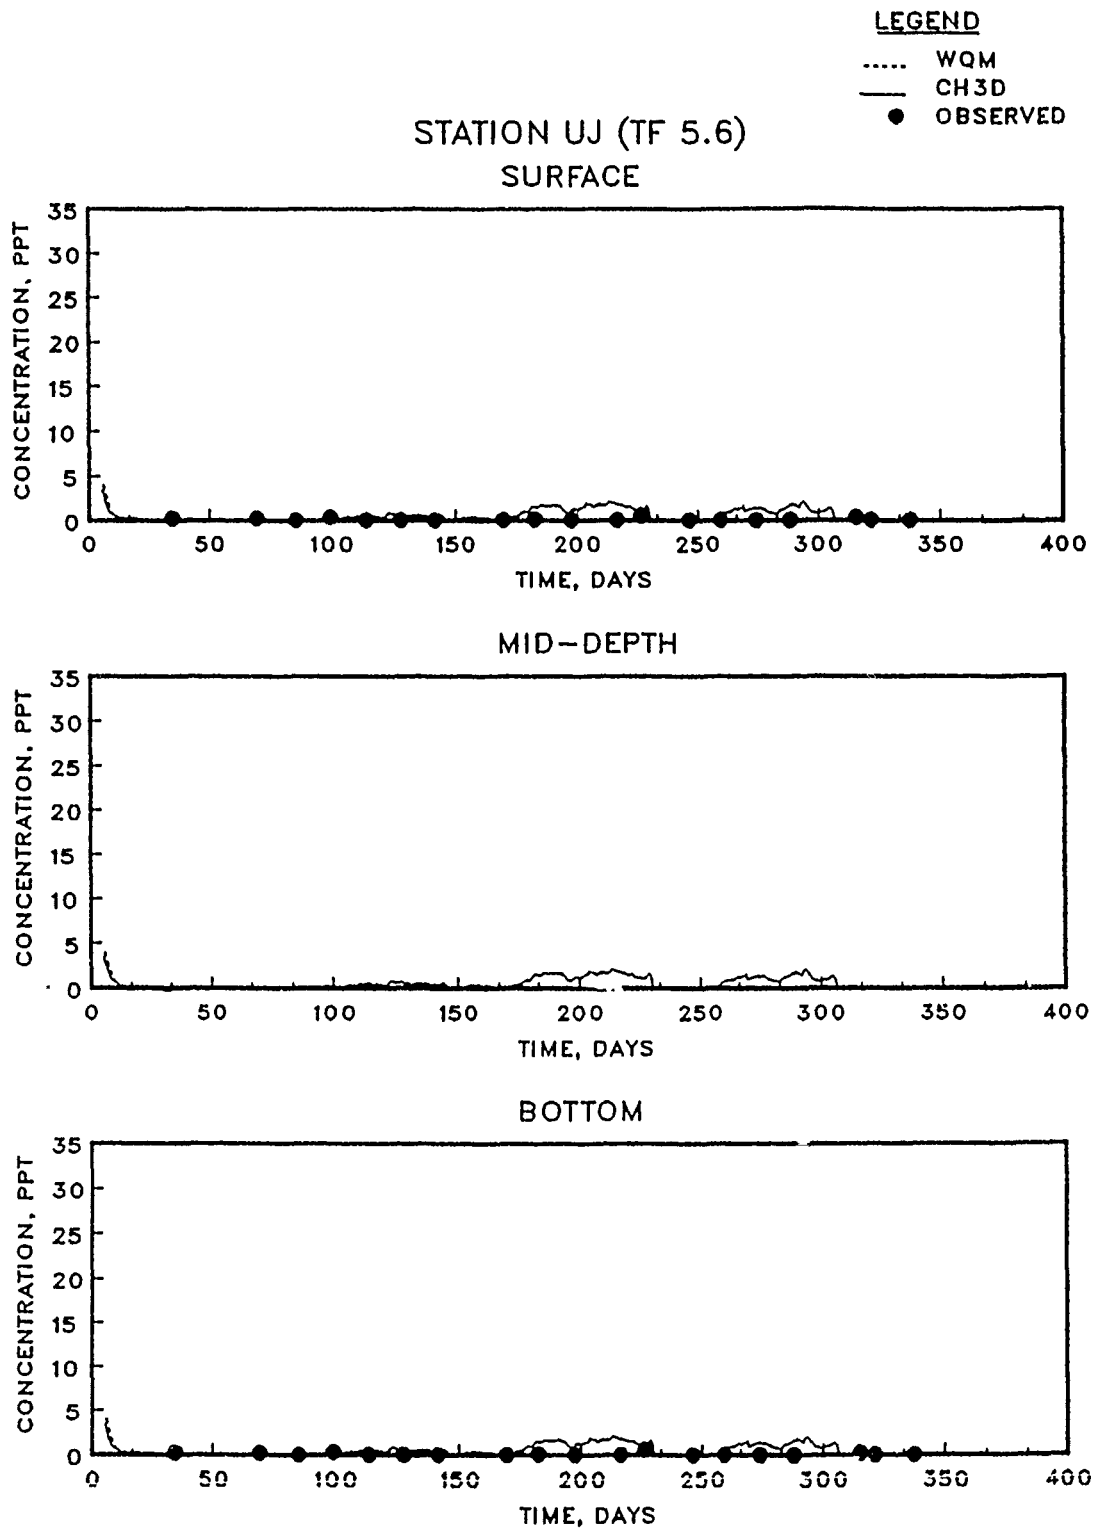 LEGEND
WQM
CH3D
OBSERVED
STATION UJ (TF 5.6)
SURFACE
CONCENTRATION, PPT
35
30
25
20
15
10
5
0
0 50 100 150 200 250 300 350 400
TIME, DAYS
MID-DEPTH
CONCENTRATION, PPT
35
30
25
20
15
10
5
0
0 50 100 150 200 250 300 350 400
TIME, DAYS
BOTTOM
CONCENTRATION, PPT
35
30
25
20
15
10
5
0
0 50 100 150 200 250 300 350 400
TIME, DAYS